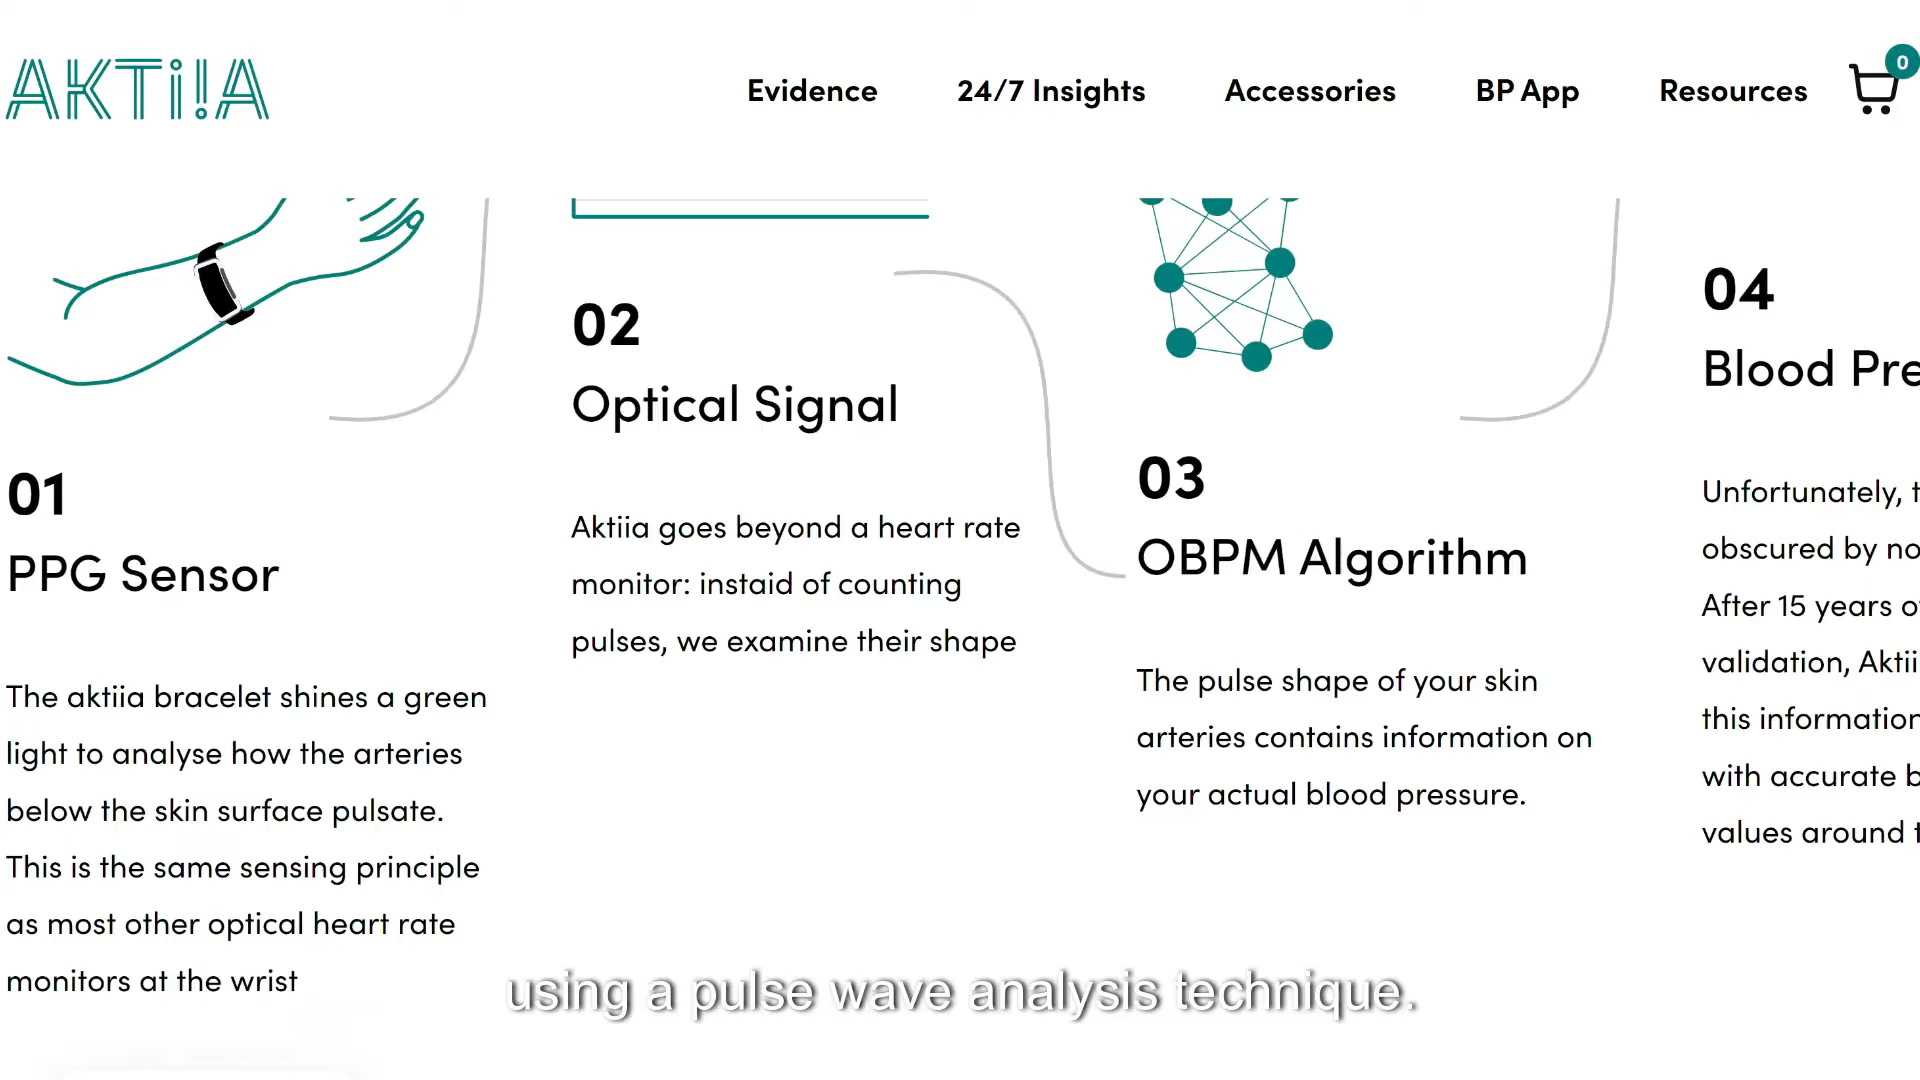 AKTiiA
Evidence
24/7 Insights
Accessories
BP App
Resources
0
01
PPG Sensor
The aktiia bracelet shines a green
light to analyse how the arteries
below the skin surface pulsate.
This is the same sensing principle
as most other optical heart rate
monitors at the wrist
02
Optical Signal
Aktiia goes beyond a heart rate
monitor: instaid of counting
pulses, we examine their shape
03
OBPM Algorithm
The pulse shape of your skin
arteries contains information on
your actual blood pressure.
04
Blood Pre
Unfortunately, t
obscured by no
After 15 years o
validation, Aktii
this information
with accurate b
values around t
using a pulse wave analysis technique.